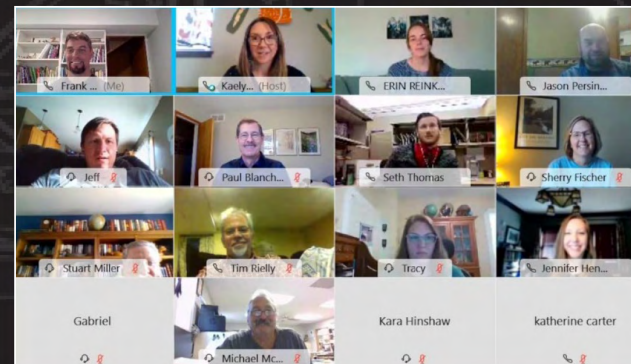 Frank ... (Me)
Kaely... (Host)
ERIN REINK...
Jason Persin...
Jeff
Paul Blanch...
Seth Thomas
Sherry Fischer
Stuart Miller
Tim Rielly
Tracy
Jennifer Hen...
Gabriel
Michael Mc...
Kara Hinshaw
katherine carter